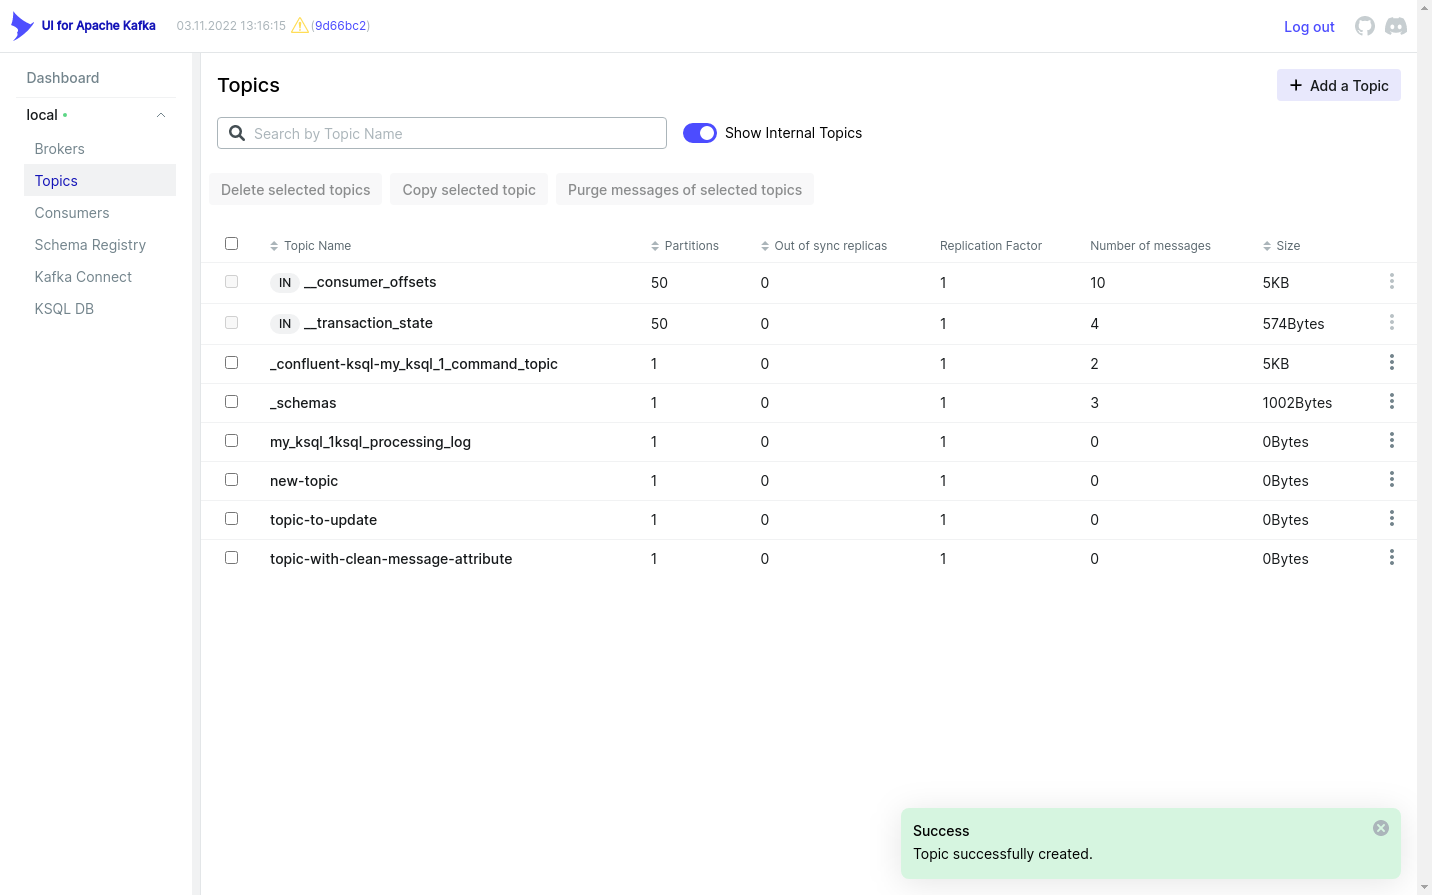 UI for Apache Kafka 03.11.2022 13:16:15 (9d66bc2) Log out
Dashboard
local
Brokers
Topics
Consumers
Schema Registry
Kafka Connect
KSQL DB
Topics
Add a Topic
Search by Topic Name Show Internal Topics
Delete selected topics Copy selected topic Purge messages of selected topics
Topic Name Partitions Out of sync replicas Replication Factor Number of messages Size
IN __consumer_offsets 50 0 1 10 5KB
IN __transaction_state 50 0 1 4 574Bytes
_confluent-ksql-my_ksql_1_command_topic 1 0 1 2 5KB
_schemas 1 0 1 3 1002Bytes
my_ksql_1ksql_processing_log 1 0 1 0 0Bytes
new-topic 1 0 1 0 0Bytes
topic-to-update 1 0 1 0 0Bytes
topic-with-clean-message-attribute 1 0 1 0 0Bytes
Success
Topic successfully created.